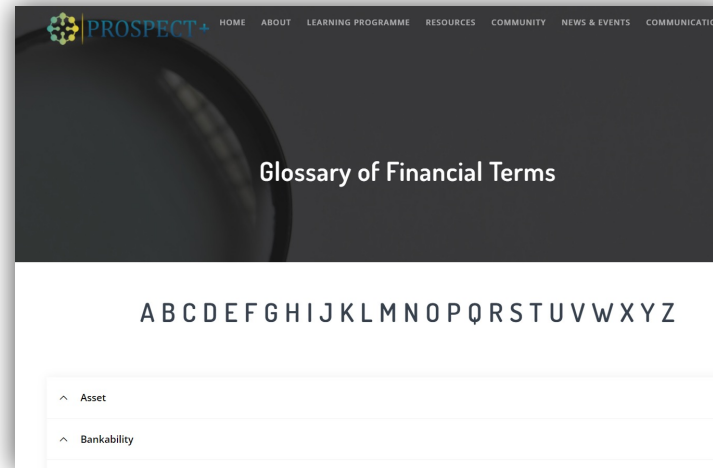 PROSPECT+ HOME ABOUT LEARNING PROGRAMME RESOURCES COMMUNITY NEWS & EVENTS
Glossary of Financial Terms
A B C D E F G H I J K L M N O P Q R S T U V W X Y Z
Asset
Bankability